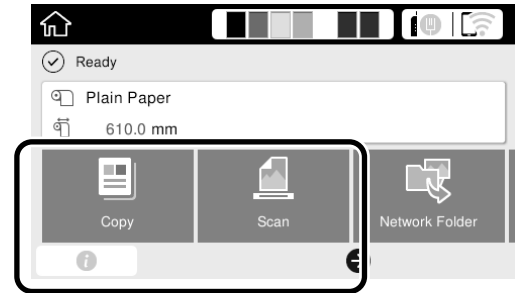 Ready
Plain Paper
610.0 mm
Copy
Scan
Network Folder